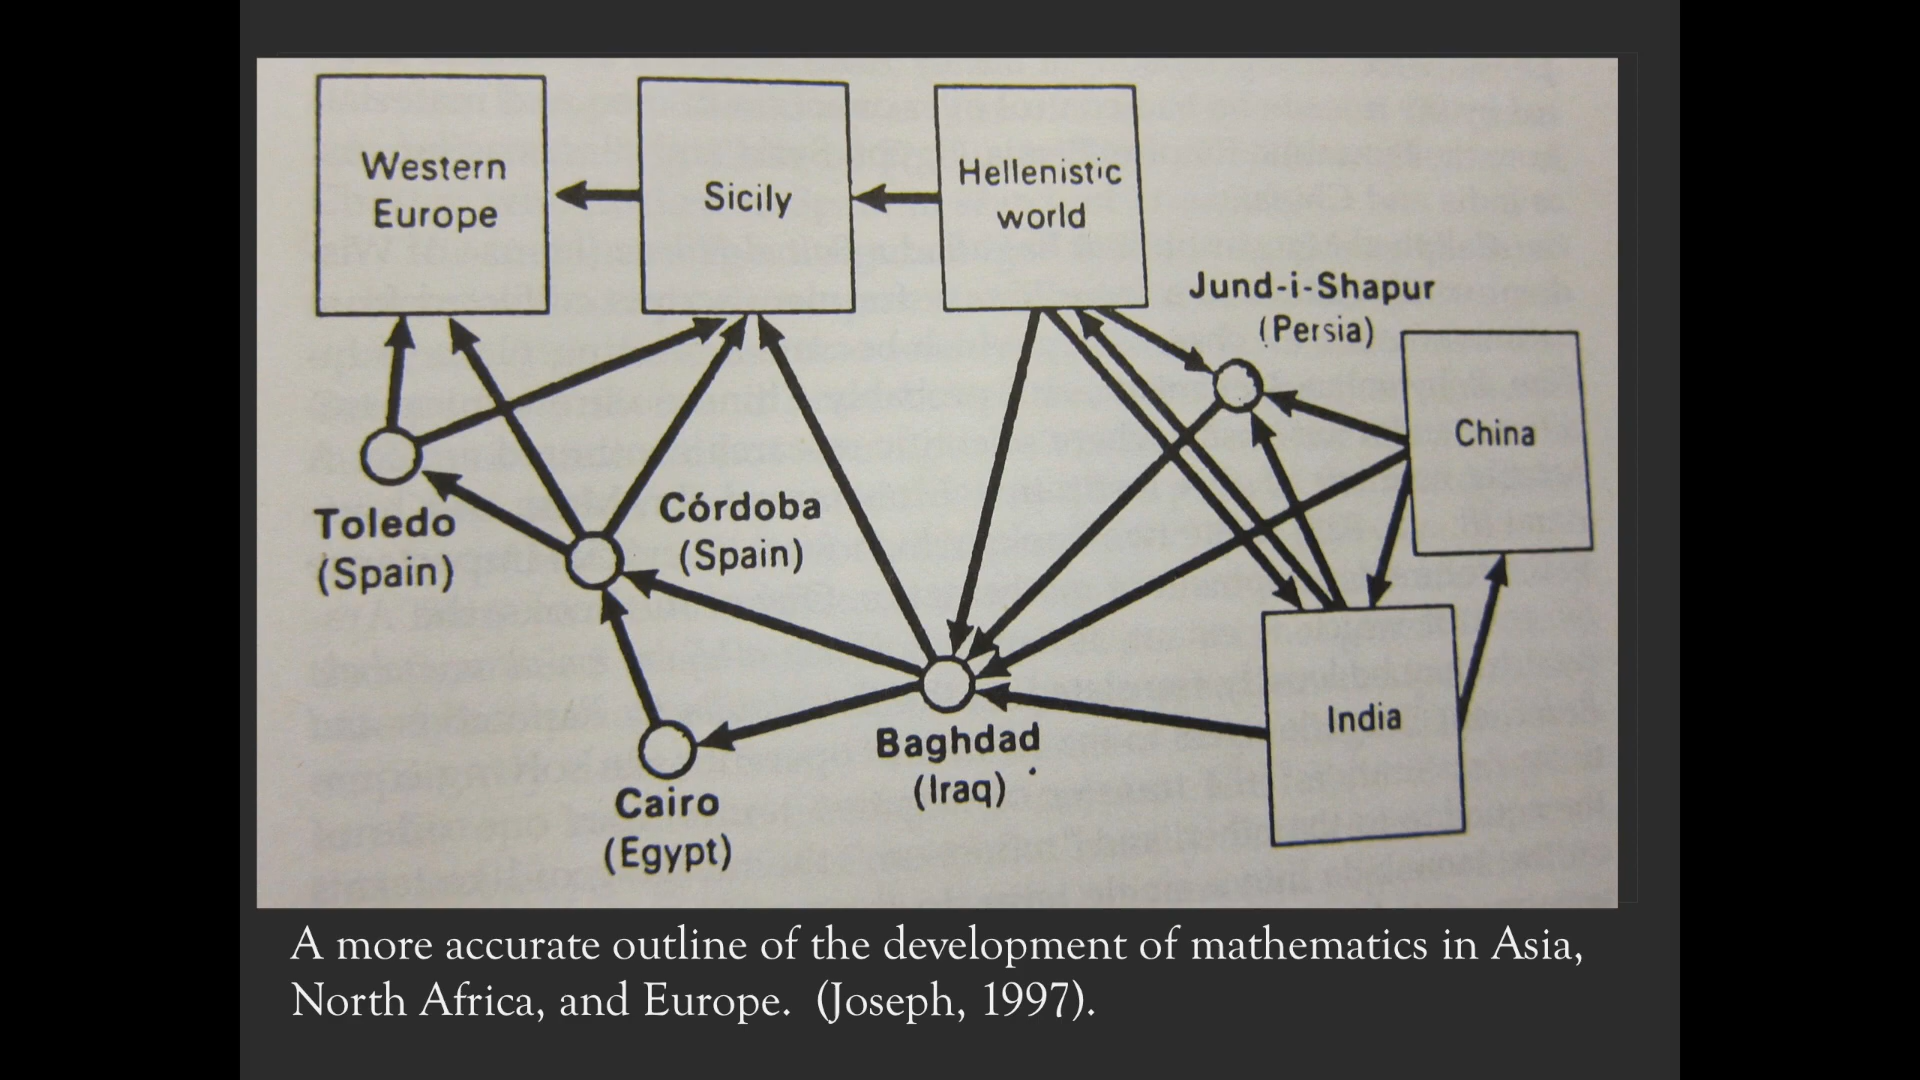 Western
Europe
Sicily
Hellenistic
world
Jund-i-Shapur
(Persia)
China
Toledo
(Spain)
Córdoba
(Spain)
India
Baghdad
(Iraq)
Cairo
(Egypt)
A more accurate outline of the development of mathematics in Asia,
North Africa, and Europe. (Joseph, 1997).